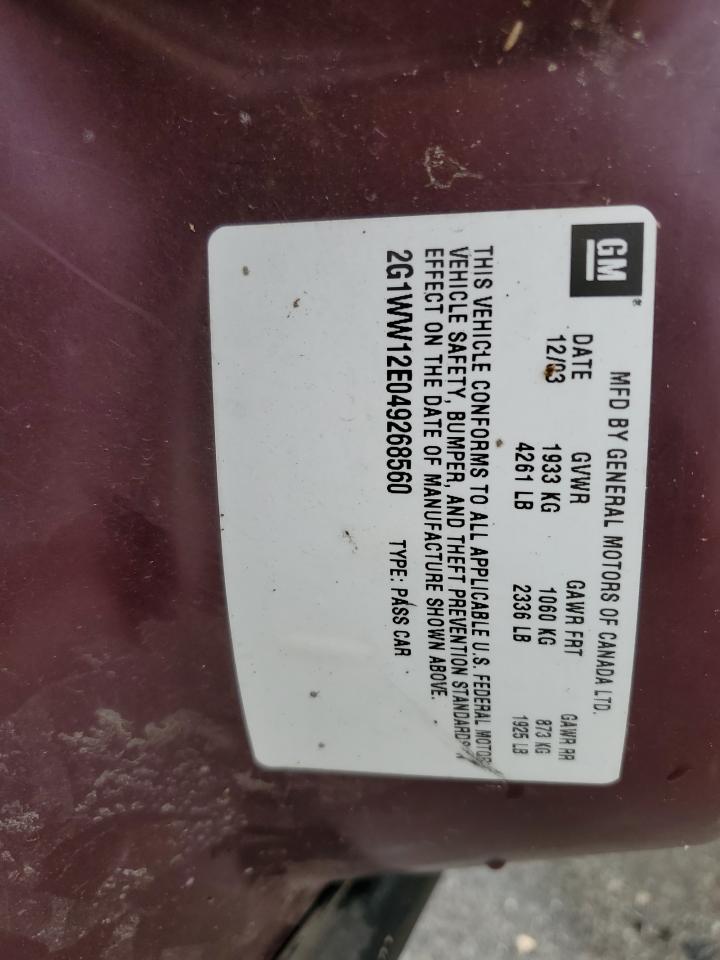 GM
MFD BY GENERAL MOTORS OF CANADA LTD.
DATE GVWR GAWR FRT GAWR RR
12/03 1933 KG 1060 KG 873 KG
4261 LB 2336 LB 1925 LB
THIS VEHICLE CONFORMS TO ALL APPLICABLE U.S. FEDERAL MOTOR
VEHICLE SAFETY, BUMPER, AND THEFT PREVENTION STANDARDS IN
EFFECT ON THE DATE OF MANUFACTURE SHOWN ABOVE.
2G1WW12E049268560 TYPE: PASS CAR